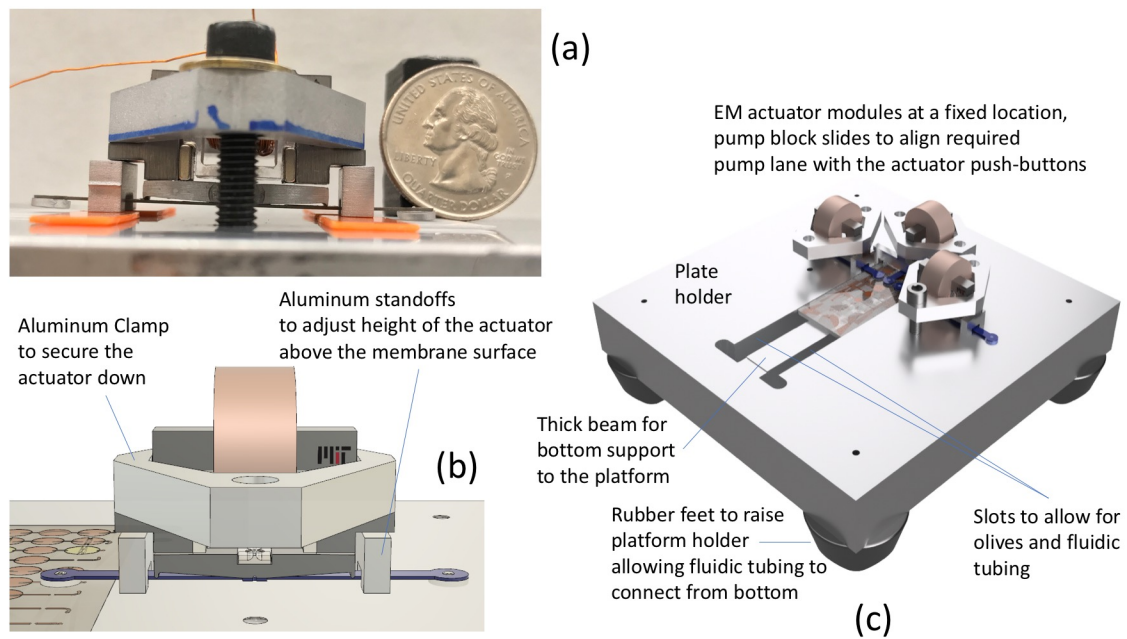 (a)
UNITED STATES OF AMERICA
LIBERTY
QUARTER DOLLAR
EM actuator modules at a fixed location,
pump block slides to align required
pump lane with the actuator push-buttons
Plate
holder
Aluminum standoffs
to adjust height of the actuator
above the membrane surface
Aluminum Clamp
to secure the
actuator down
MIT
(b)
Thick beam for
bottom support
to the platform
Rubber feet to raise
platform holder
allowing fluidic tubing to
connect from bottom
Slots to allow for
olives and fluidic
tubing
(c)